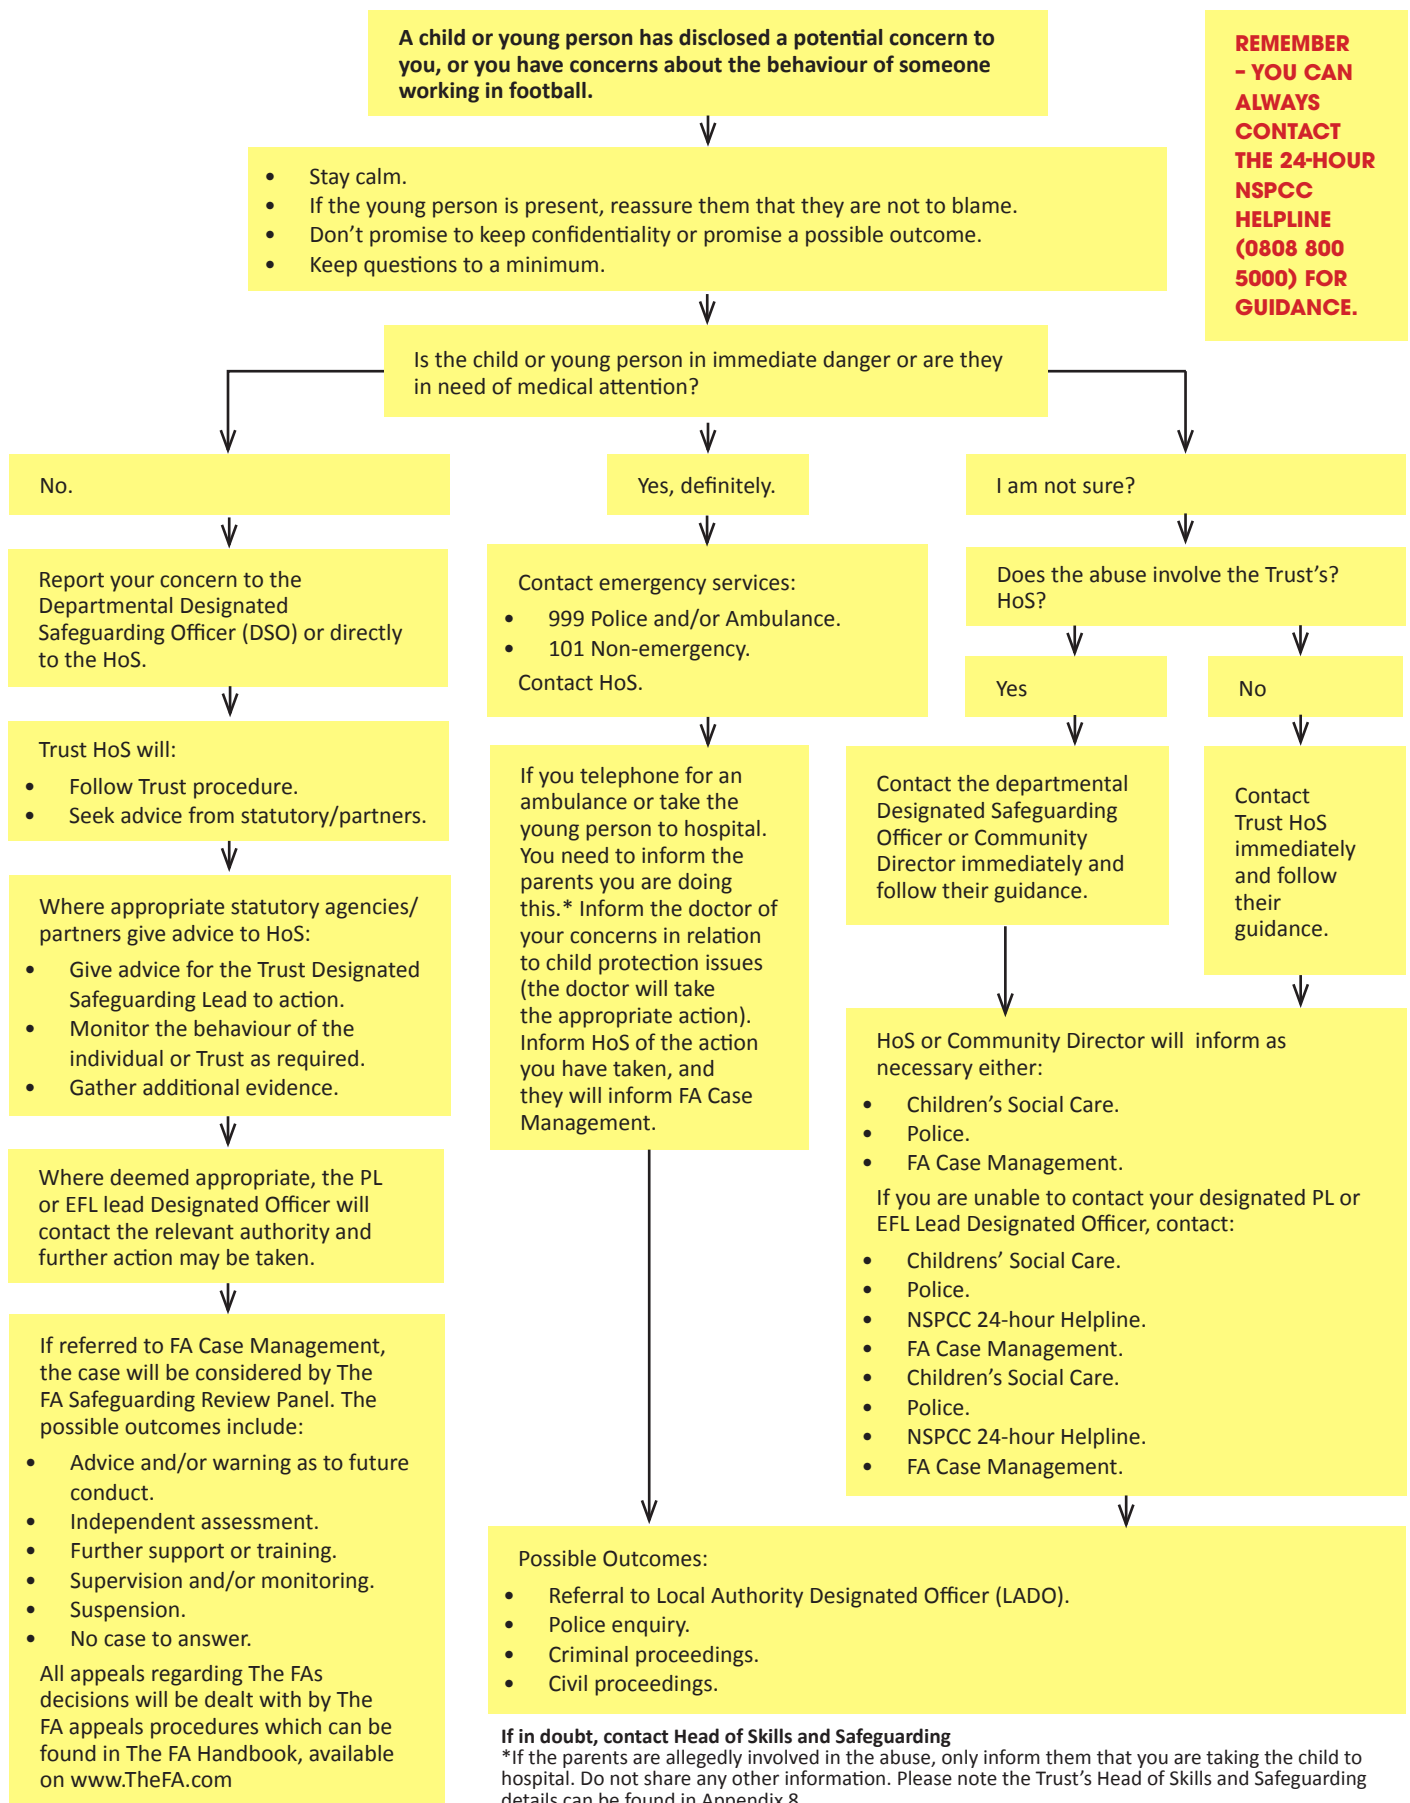 A child or young person has disclosed a potential concern to
you, or you have concerns about the behaviour of someone
working in football.
REMEMBER
– YOU CAN
ALWAYS
CONTACT
THE 24-HOUR
NSPCC
HELPLINE
(0808 800
5000) FOR
GUIDANCE.
• Stay calm.
• If the young person is present, reassure them that they are not to blame.
• Don't promise to keep confidentiality or promise a possible outcome.
• Keep questions to a minimum.
Is the child or young person in immediate danger or are they
in need of medical attention?
No.
Report your concern to the
Departmental Designated
Safeguarding Officer (DSO) or directly
to the HoS.
Trust HoS will:
• Follow Trust procedure.
• Seek advice from statutory/partners.
Where appropriate statutory agencies/
partners give advice to HoS:
• Give advice for the Trust Designated
Safeguarding Lead to action.
• Monitor the behaviour of the
individual or Trust as required.
• Gather additional evidence.
Where deemed appropriate, the PL
or EFL lead Designated Officer will
contact the relevant authority and
further action may be taken.
If referred to FA Case Management,
the case will be considered by The
FA Safeguarding Review Panel. The
possible outcomes include:
• Advice and/or warning as to future
conduct.
• Independent assessment.
• Further support or training.
• Supervision and/or monitoring.
• Suspension.
• No case to answer.
All appeals regarding The FAs
decisions will be dealt with by The
FA appeals procedures which can be
found in The FA Handbook, available
on www.TheFA.com
Yes, definitely.
Contact emergency services:
• 999 Police and/or Ambulance.
• 101 Non-emergency.
Contact HoS.
If you telephone for an
ambulance or take the
young person to hospital.
You need to inform the
parents you are doing
this.* Inform the doctor of
your concerns in relation
to child protection issues
(the doctor will take
the appropriate action).
Inform HoS of the action
you have taken, and
they will inform FA Case
Management.
I am not sure?
Does the abuse involve the Trust's?
HoS?
Yes
Contact the departmental
Designated Safeguarding
Officer or Community
Director immediately and
follow their guidance.
No
Contact
Trust HoS
immediately
and follow
their
guidance.
HoS or Community Director will  inform as
necessary either:
• Children's Social Care.
• Police.
• FA Case Management.
If you are unable to contact your designated PL or
EFL Lead Designated Officer, contact:
• Childrens' Social Care.
• Police.
• NSPCC 24-hour Helpline.
• FA Case Management.
• Children's Social Care.
• Police.
• NSPCC 24-hour Helpline.
• FA Case Management.
Possible Outcomes:
• Referral to Local Authority Designated Officer (LADO).
• Police enquiry.
• Criminal proceedings.
• Civil proceedings.
If in doubt, contact Head of Skills and Safeguarding
*If the parents are allegedly involved in the abuse, only inform them that you are taking the child to
hospital. Do not share any other information. Please note the Trust's Head of Skills and Safeguarding
details can be found in Appendix 8